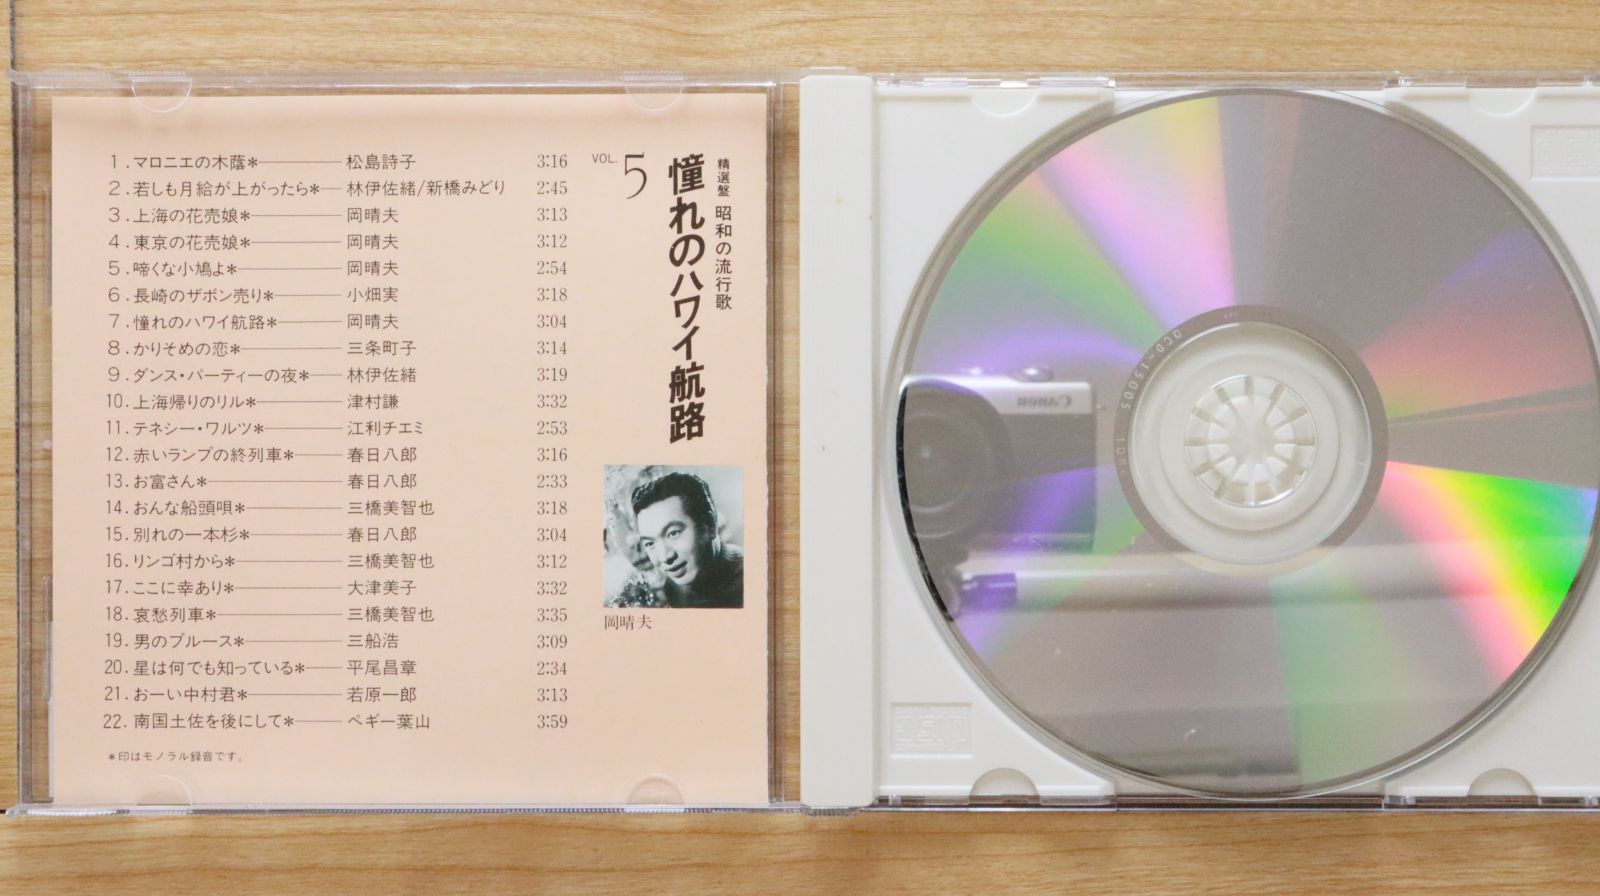 1.マロニエの木蔭* 松島詩子 3:16
2.若しも月給が上がったら* 林伊佐緒/新橋みどり 2:45
3.上海の花売娘* 岡晴夫 3:13
4.東京の花売娘* 岡晴夫 3:12
5.啼くな小鳩よ* 岡晴夫 2:54
6.長崎のザボン売り* 小畑実 3:18
7.憧れのハワイ航路* 岡晴夫 3:04
8.かりそめの恋* 三条町子 3:14
9.ダンス・パーティーの夜* 林伊佐緒 3:19
10.上海帰りのリル* 津村謙 3:32
11.テネシー・ワルツ* 江利チエミ 2:53
12.赤いランプの終列車* 春日八郎 3:16
13.お富さん* 春日八郎 2:33
14.おんな船頭唄* 三橋美智也 3:18
15.別れの一本杉* 春日八郎 3:04
16.リンゴ村から* 三橋美智也 3:12
17.ここに幸あり* 大津美子 3:32
18.哀愁列車* 三橋美智也 3:35
19.男のブルース* 三船浩 3:09
20.星は何でも知っている* 平尾昌章 2:34
21.おーい中村君* 若原一郎 3:13
22.南国土佐を後にして* ペギー葉山 3:59
*印はモノラル録音です。
精選盤 昭和の流行歌
憧れのハワイ航路
VOL. 5
岡晴夫
Canon